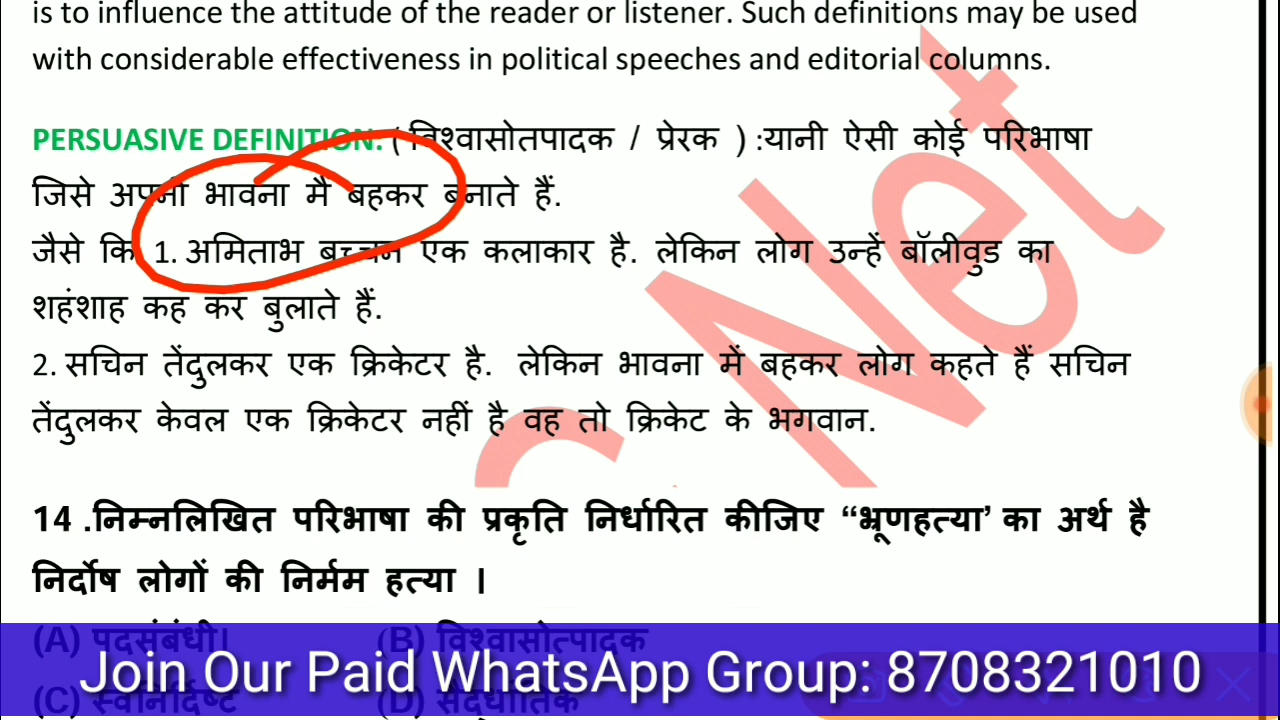 is to influence the attitude of the reader or listener. Such definitions may be used
with considerable effectiveness in political speeches and editorial columns.
PERSUASIVE DEFINITION: ( विश्वासोतपादक / प्रेरक ) :यानी ऐसी कोई परिभाषा
जिसे अपनी भावना मै बहकर बनाते हैं.
जैसे कि 1. अमिताभ बच्चन एक कलाकार है. लेकिन लोग उन्हें बॉलीवुड का
शहंशाह कह कर बुलाते हैं.
2. सचिन तेंदुलकर एक क्रिकेटर है. लेकिन भावना में बहकर लोग कहते हैं सचिन
तेंदुलकर केवल एक क्रिकेटर नहीं है वह तो क्रिकेट के भगवान.
14 .निम्नलिखित परिभाषा की प्रकृति निर्धारित कीजिए “भ्रूणहत्या’ का अर्थ है
निर्दोष लोगों की निर्मम हत्या ।
(A) पदसंबंधी। (B) विश्वासोत्पादक
Join Our Paid WhatsApp Group: 8708321010
(C) स्वनिर्दिष्ट (D) सैद्धांतिक
Net